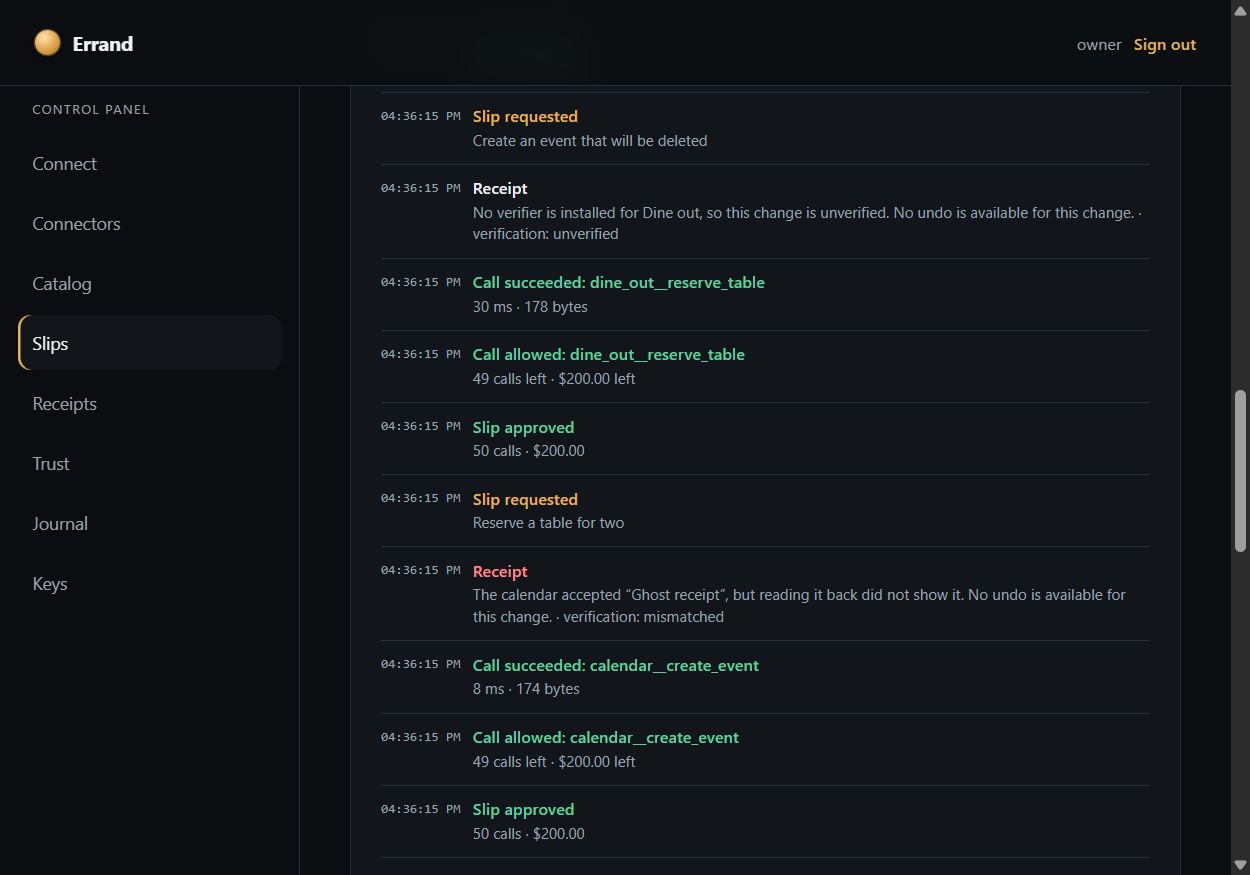 Errand
owner Sign out
CONTROL PANEL
Connect
Connectors
Catalog
Slips
Receipts
Trust
Journal
Keys
04:36:15 PM Slip requested
Create an event that will be deleted
04:36:15 PM Receipt
No verifier is installed for Dine out, so this change is unverified. No undo is available for this change. ·
verification: unverified
04:36:15 PM Call succeeded: dine_out__reserve_table
30 ms · 178 bytes
04:36:15 PM Call allowed: dine_out__reserve_table
49 calls left · $200.00 left
04:36:15 PM Slip approved
50 calls · $200.00
04:36:15 PM Slip requested
Reserve a table for two
04:36:15 PM Receipt
The calendar accepted “Ghost receipt”, but reading it back did not show it. No undo is available for
this change. · verification: mismatched
04:36:15 PM Call succeeded: calendar__create_event
8 ms · 174 bytes
04:36:15 PM Call allowed: calendar__create_event
49 calls left · $200.00 left
04:36:15 PM Slip approved
50 calls · $200.00